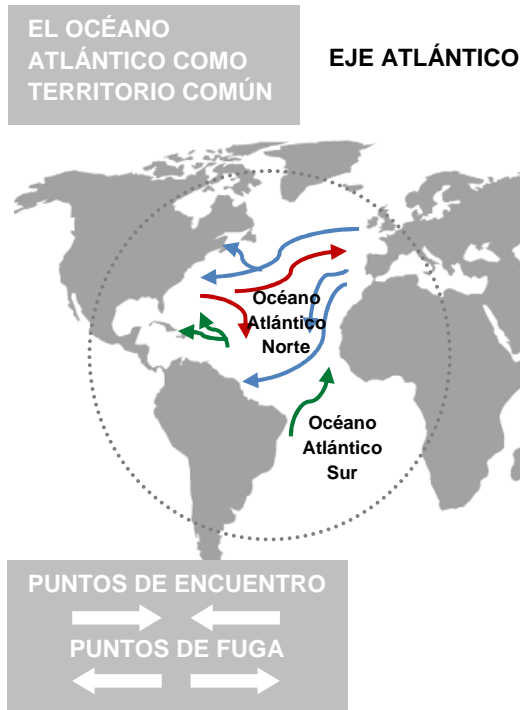 EL OCÉANO
ATLÁNTICO COMO
TERRITORIO COMÚN
EJE ATLÁNTICO
Océano
Atlántico
Norte
Océano
Atlántico
Sur
PUNTOS DE ENCUENTRO
PUNTOS DE FUGA